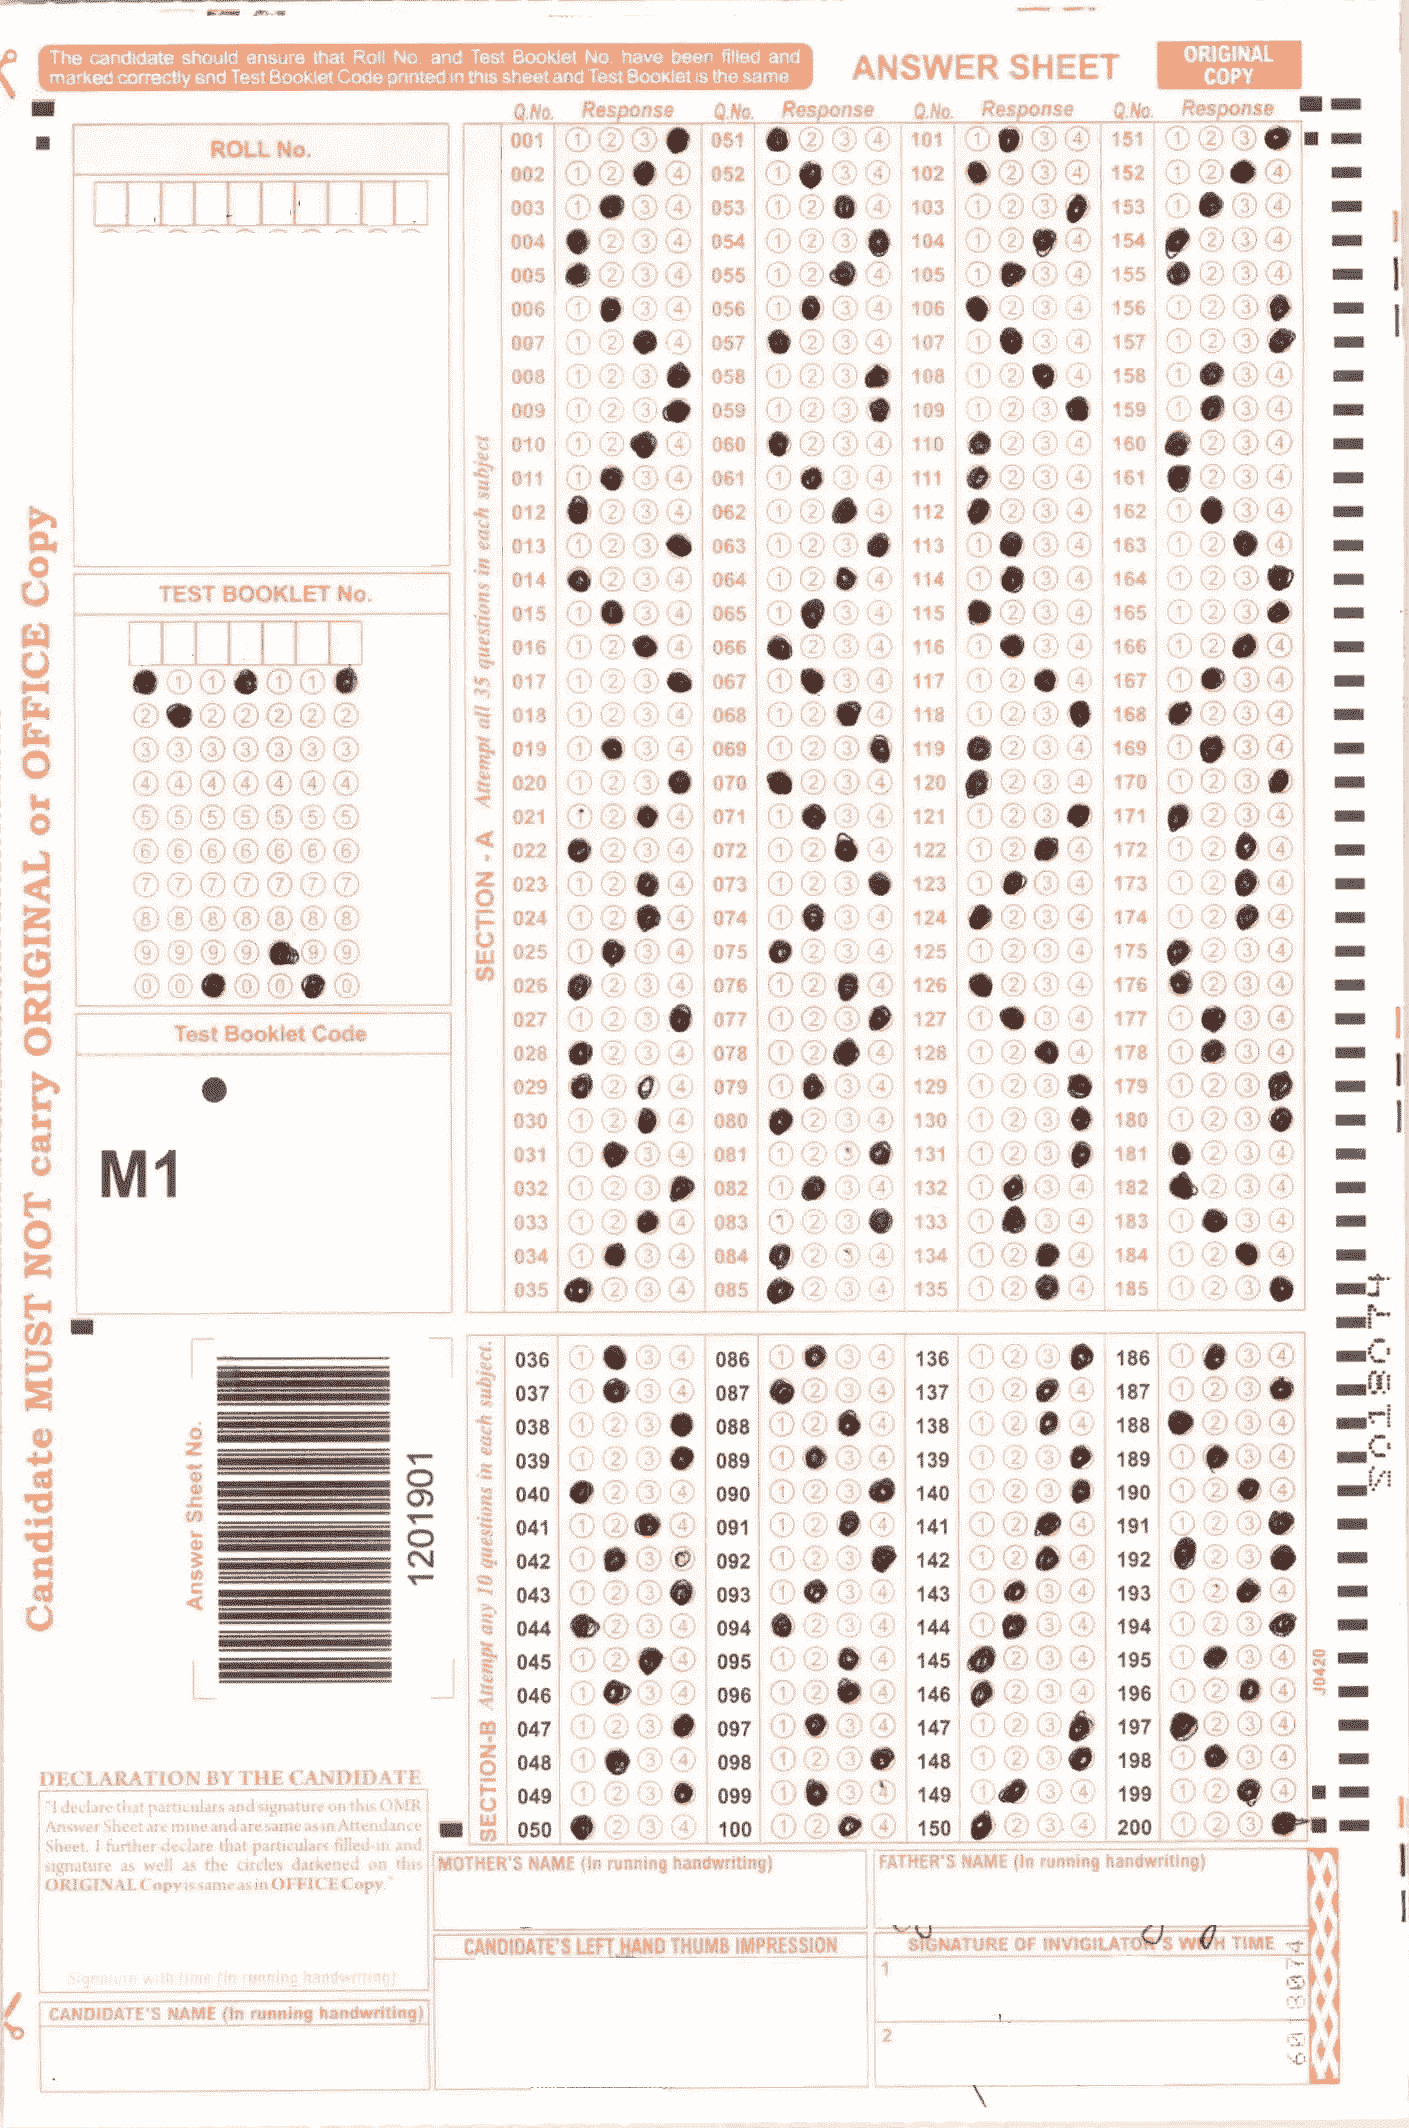 The candidate should ensure that Roll No. and Test Booklet No. have been filled and
marked correctly end Test Booklet Code printed in this sheet and Test Booklet is the same
ANSWER SHEET
ORIGINAL
COPY
Candidate MUST NOT carry ORIGINAL or OFFICE Copy
ROLL No.
TEST BOOKLET No.
Test Booklet Code
M1
Answer Sheet No.
1201901
DECLARATION BY THE CANDIDATE
"I declare that particulars and signature on this OMR
Answer Sheet are mine and are same as in Attendance
Sheet. I further declare that particulars filled-in and
signature as well as the circles darkened on this
ORIGINAL Copy is same as in OFFICE Copy."
Signature with time (In running handwriting)
CANDIDATE'S NAME (In running handwriting)
Q.No. Response Q.No. Response Q.No. Response Q.No. Response
SECTION - A Attempt all 35 questions in each subject
001 051 101 151
002 052 102 152
003 053 103 153
004 054 104 154
005 055 105 155
006 056 106 156
007 057 107 157
008 058 108 158
009 059 109 159
010 060 110 160
011 061 111 161
012 062 112 162
013 063 113 163
014 064 114 164
015 065 115 165
016 066 116 166
017 067 117 167
018 068 118 168
019 069 119 169
020 070 120 170
021 071 121 171
022 072 122 172
023 073 123 173
024 074 124 174
025 075 125 175
026 076 126 176
027 077 127 177
028 078 128 178
029 079 129 179
030 080 130 180
031 081 131 181
032 082 132 182
033 083 133 183
034 084 134 184
035 085 135 185
SECTION-B Attempt any 10 questions in each subject.
036 086 136 186
037 087 137 187
038 088 138 188
039 089 139 189
040 090 140 190
041 091 141 191
042 092 142 192
043 093 143 193
044 094 144 194
045 095 145 195
046 096 146 196
047 097 147 197
048 098 148 198
049 099 149 199
050 100 150 200
J0420
MOTHER'S NAME (In running handwriting)
FATHER'S NAME (In running handwriting)
CANDIDATE'S LEFT HAND THUMB IMPRESSION
SIGNATURE OF INVIGILATOR'S WITH TIME
1
2